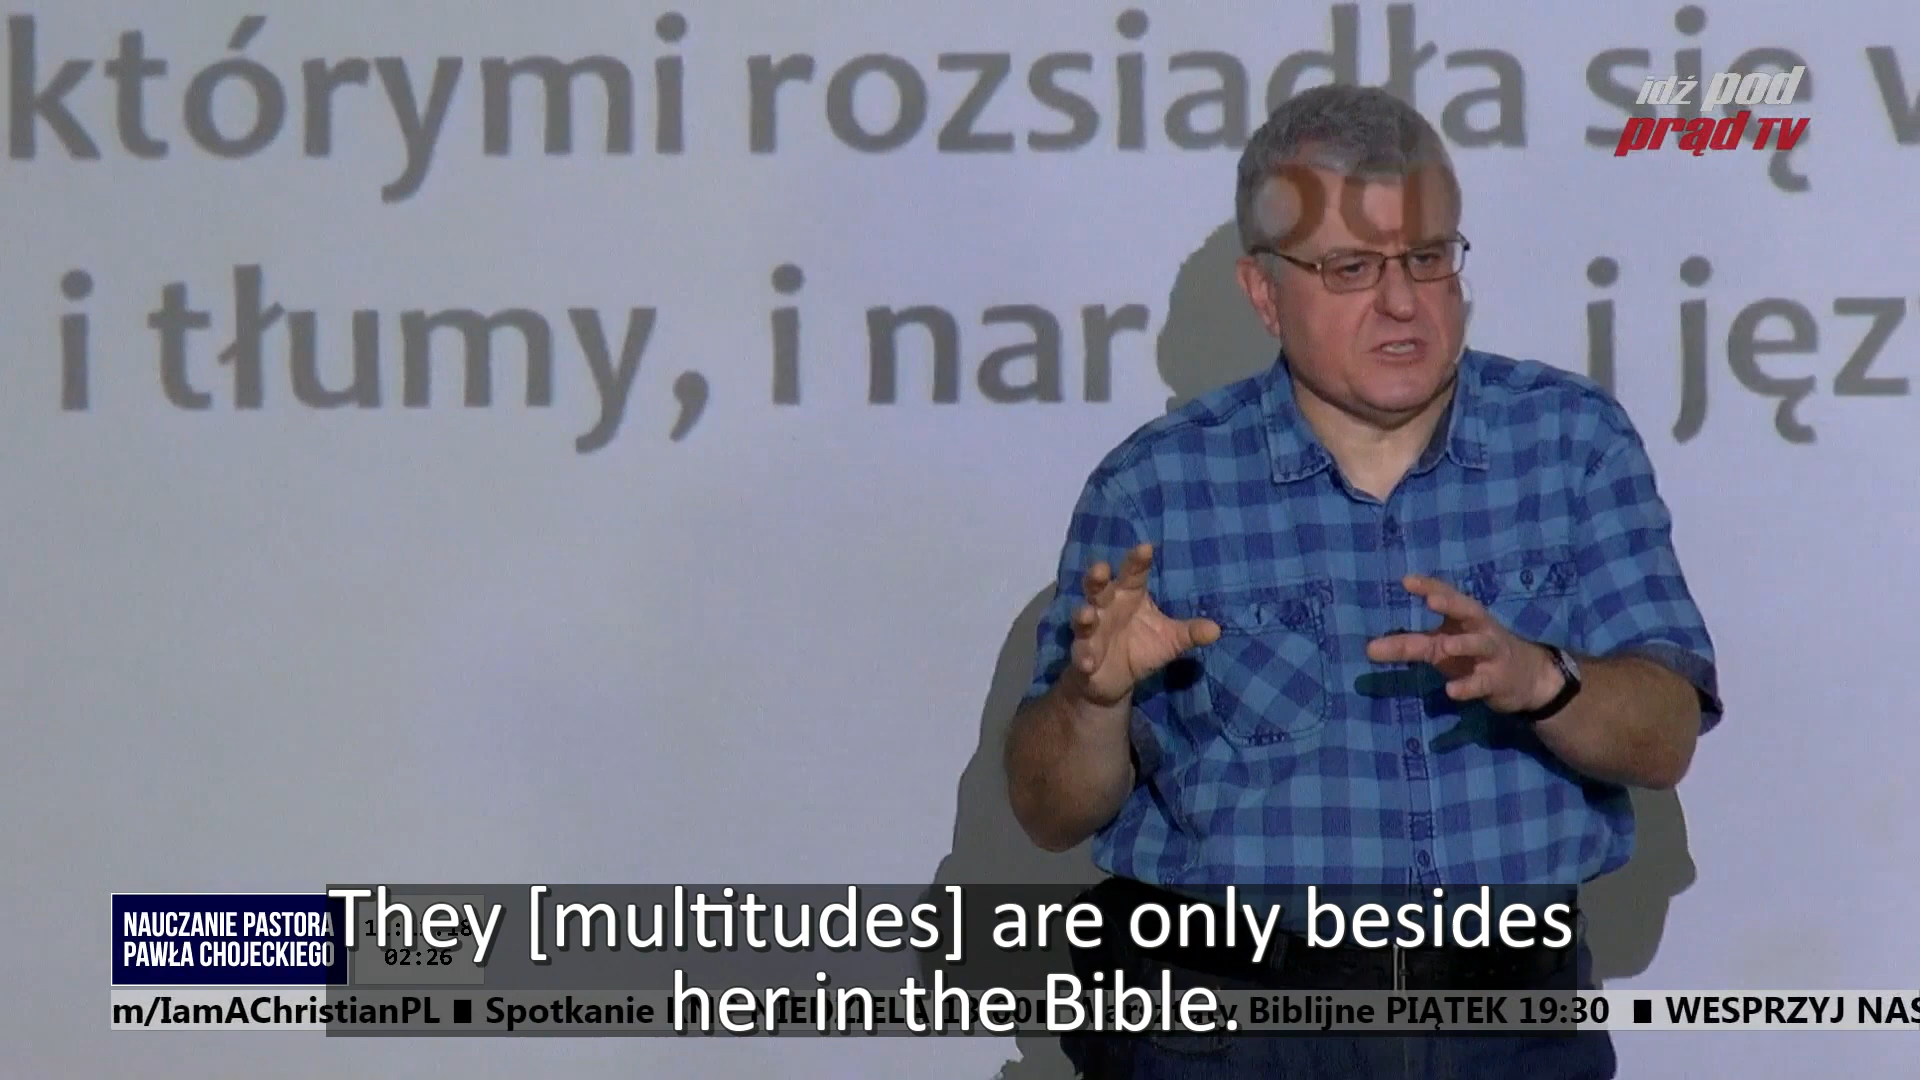 którymi rozsiadła się
i tłumy, i
idź pod
prąd TV
NAUCZANIE PASTORA
PAWŁA CHOJECKIEGO
02:26
They [multitudes] are only besides
her in the Bible.
m/IamAChristianPL ■ Spotkanie NIEDZIELA Biblijne PIĄTEK 19:30 ■ WESPRZYJ NAS